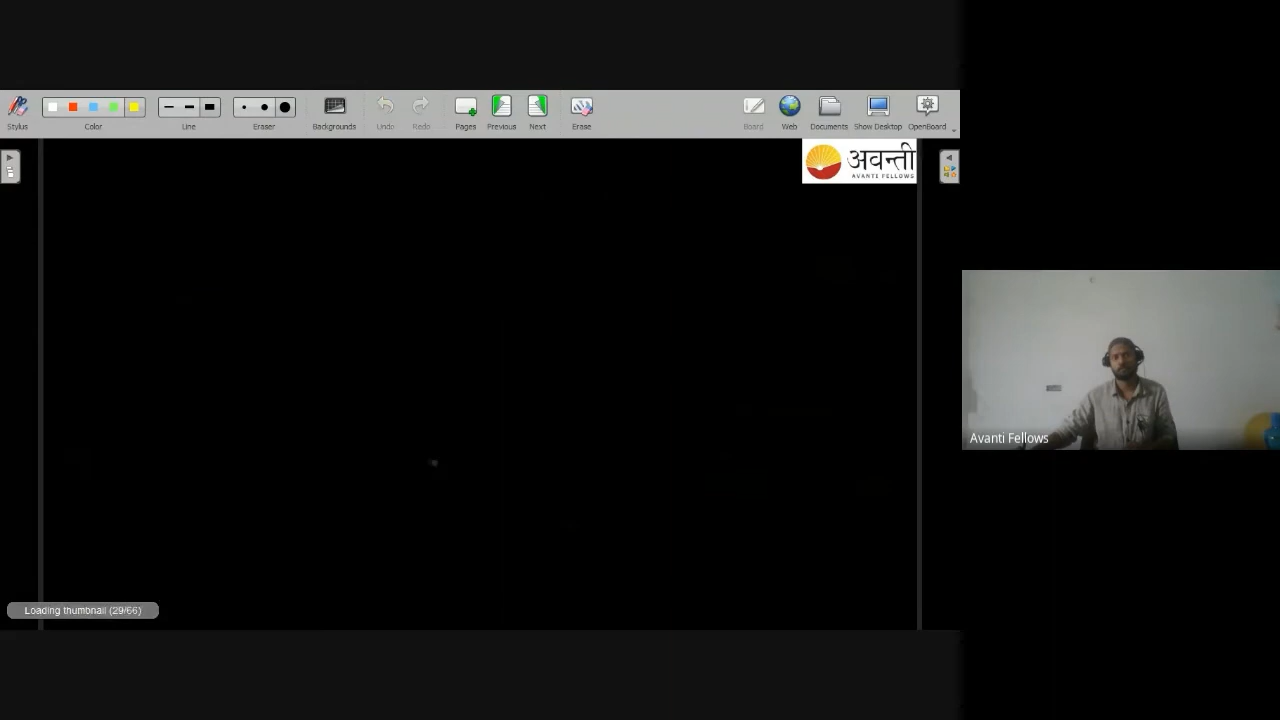 Stylus
Color
Line
Eraser
Backgrounds
Undo
Redo
Pages
Previous
Next
Erase
Board
Web
Documents
Show Desktop
OpenBoard
अवन्ती
AVANTI FELLOWS
Avanti Fellows
Loading thumbnail (29/66)